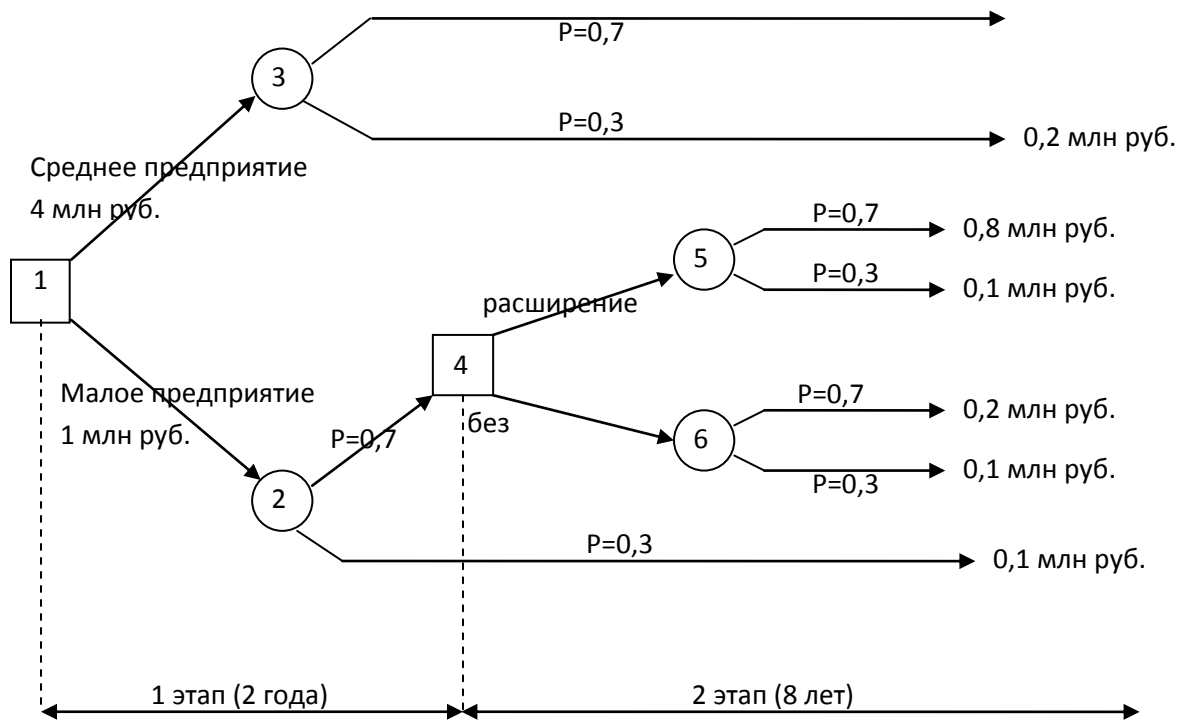 P=0,7
3
P=0,3
0,2 млн руб.
Среднее предприятие
4 млн руб.
P=0,7
0,8 млн руб.
5
1
P=0,3
0,1 млн руб.
расширение
4
Малое предприятие
1 млн руб.
P=0,7
0,2 млн руб.
без
P=0,7
6
0,1 млн руб.
P=0,3
2
P=0,3
0,1 млн руб.
1 этап (2 года)
2 этап (8 лет)